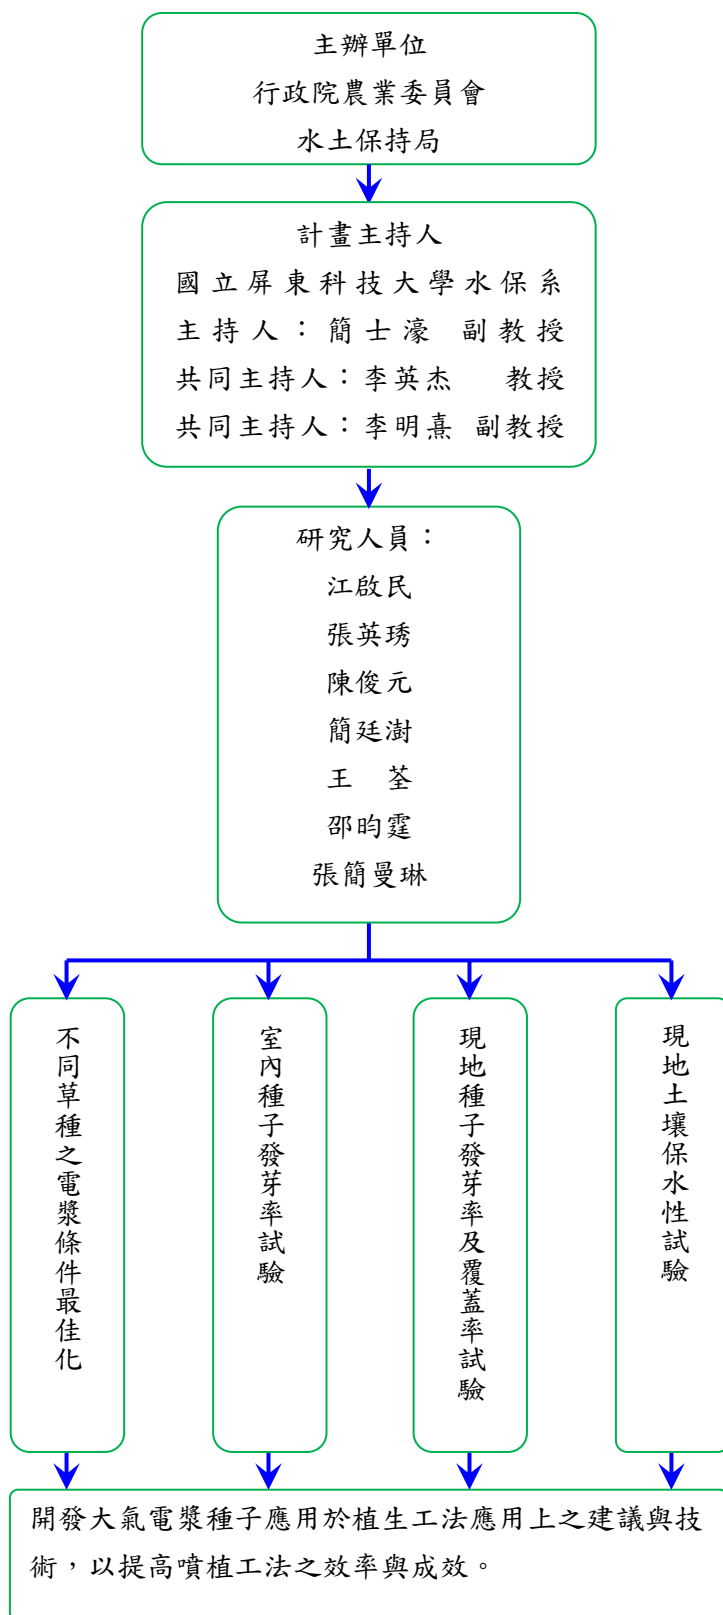 主辦單位
行政院農業委員會
水土保持局
計畫主持人
國立屏東科技大學水保系
主持人：簡士濠 副教授
共同主持人：李英杰 教授
共同主持人：李明熹 副教授
研究人員：
江啟民
張英琇
陳俊元
簡廷澍
王 荃
邵昀霆
張簡曼琳
不同草種之電漿條件最佳化
室內種子發芽率試驗
現地種子發芽率及覆蓋率試驗
現地土壤保水性試驗
開發大氣電漿種子應用於植生工法應用上之建議與技
術，以提高噴植工法之效率與成效。